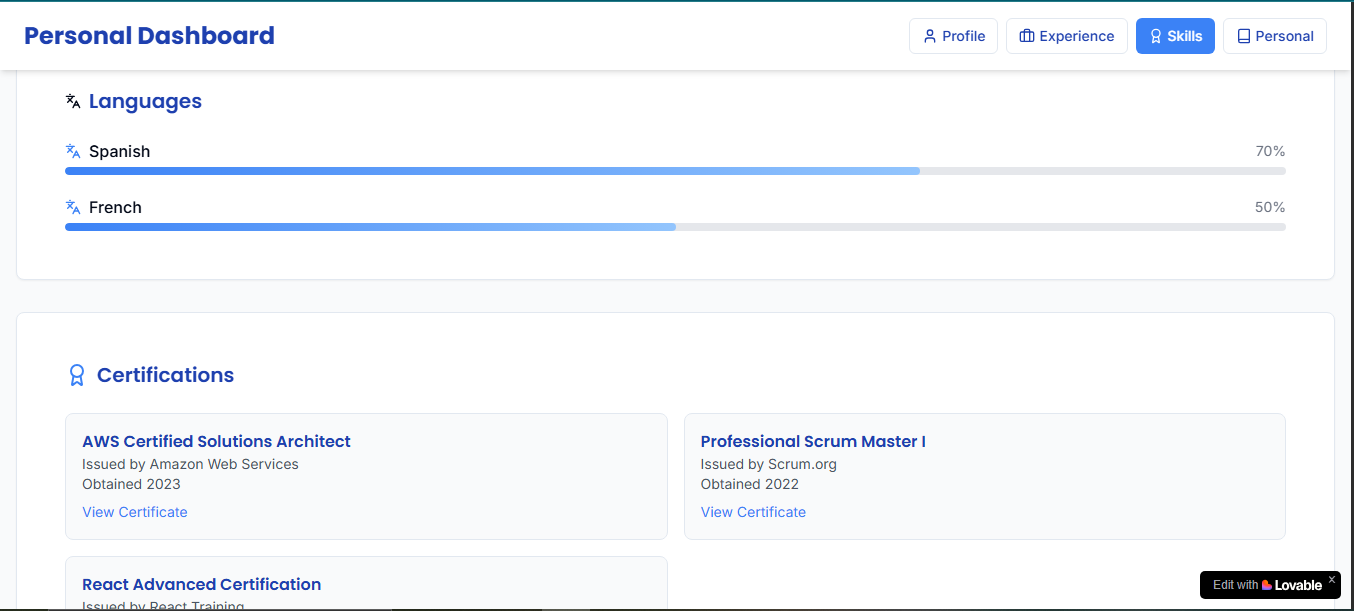 Personal Dashboard
Profile
Experience
Skills
Personal
Languages
Spanish
70%
French
50%
Certifications
AWS Certified Solutions Architect
Issued by Amazon Web Services
Obtained 2023
View Certificate
Professional Scrum Master I
Issued by Scrum.org
Obtained 2022
View Certificate
React Advanced Certification
Issued by React Training
Edit with Lovable